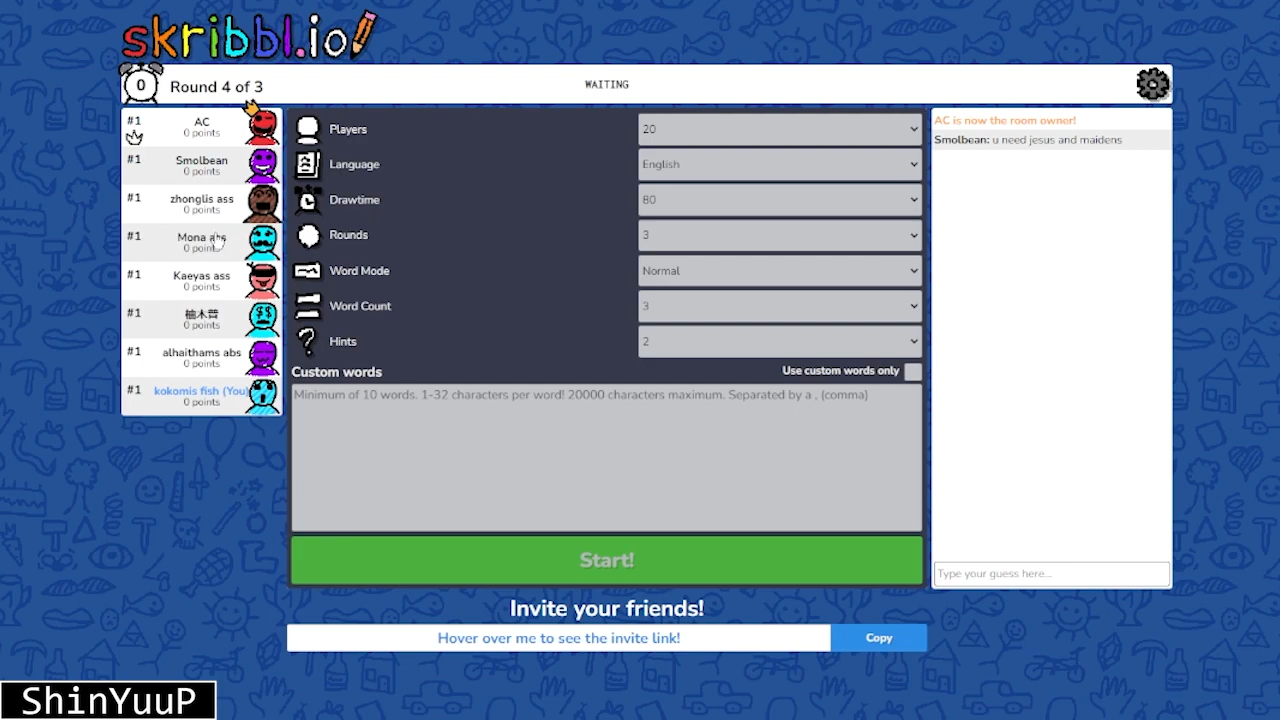 skribbl.io
0
Round 4 of 3
WAITING
#1
AC
0 points
#1
Smolbean
0 points
#1
zhonglis ass
0 points
#1
Mona
0 points
#1
Kaeyas ass
0 points
#1
柚木普
0 points
#1
alhaithams abs
0 points
#1
kokomis fish (You)
0 points
Players
20
Language
English
Drawtime
80
Rounds
3
Word Mode
Normal
Word Count
3
Hints
2
Custom words
Use custom words only
Minimum of 10 words. 1-32 characters per word! 20000 characters maximum. Separated by a , (comma)
Start!
Invite your friends!
Hover over me to see the invite link!
Copy
AC is now the room owner!
Smolbean: u need jesus and maidens
Type your guess here...
ShinYuuP